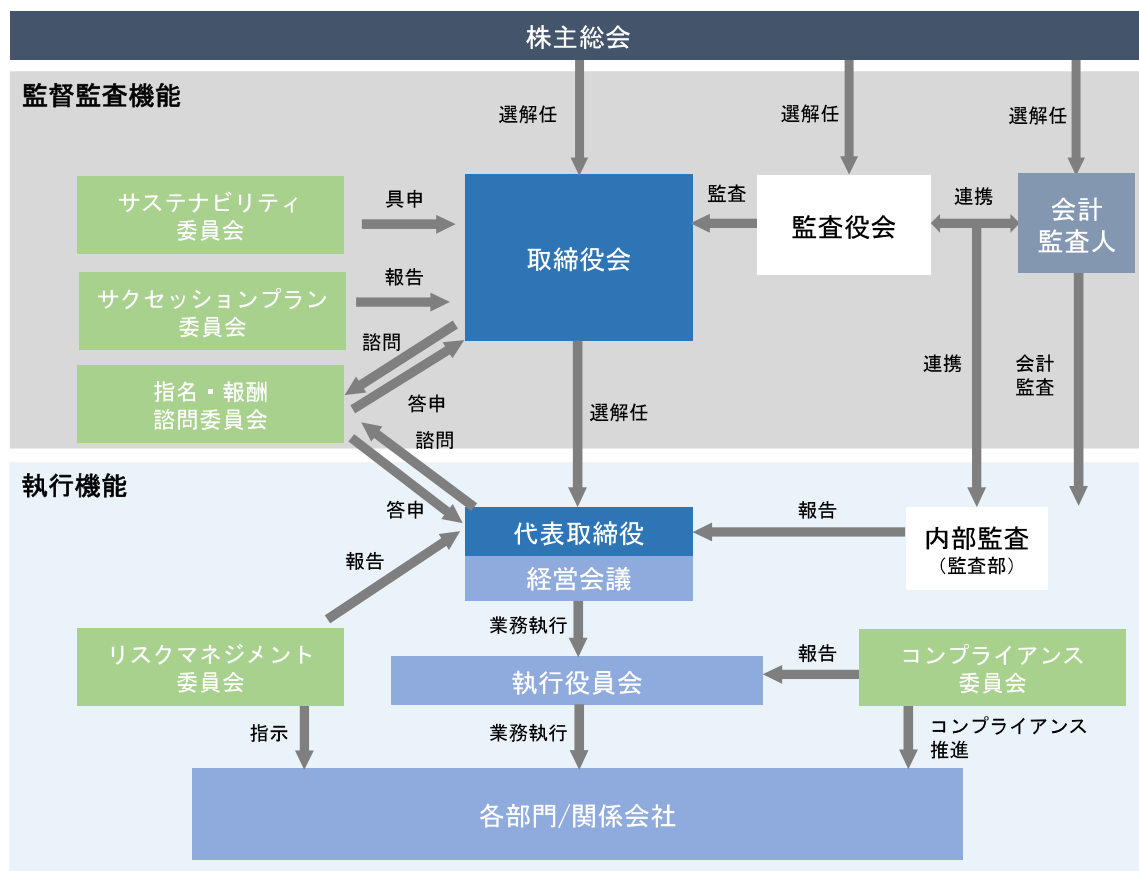 株主総会
監督監査機能
選解任
選解任
選解任
サステナビリティ
委員会
具申
取締役会
監査
監査役会
連携
会計
監査人
サクセッションプラン
委員会
報告
諮問
指名・報酬
諮問委員会
答申
諮問
選解任
連携
会計
監査
執行機能
答申
報告
代表取締役
経営会議
報告
内部監査
（監査部）
業務執行
リスクマネジメント
委員会
執行役員会
報告
コンプライアンス
委員会
指示
業務執行
コンプライアンス
推進
各部門/関係会社